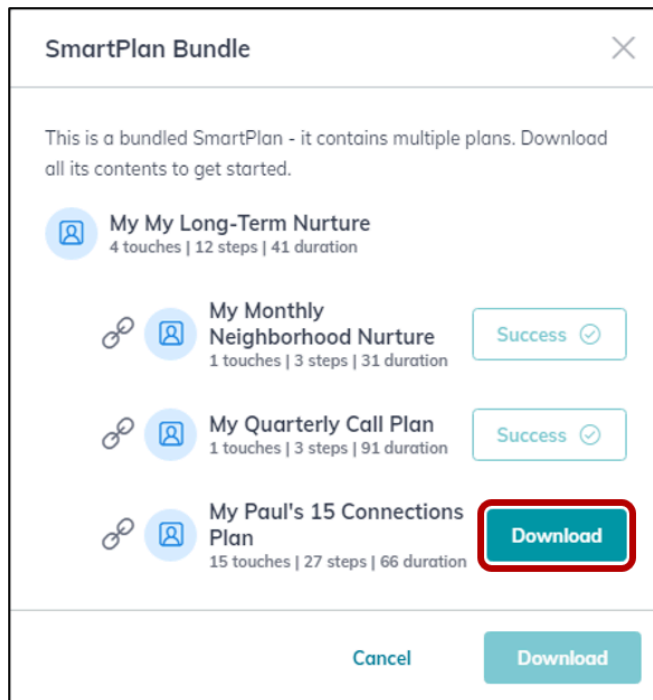 SmartPlan Bundle
This is a bundled SmartPlan - it contains multiple plans. Download
all its contents to get started.
My My Long-Term Nurture
4 touches | 12 steps | 41 duration
My Monthly
Neighborhood Nurture
1 touches | 3 steps | 31 duration
Success
My Quarterly Call Plan
1 touches | 3 steps | 91 duration
Success
My Paul's 15 Connections
Plan
15 touches | 27 steps | 66 duration
Download
Cancel
Download